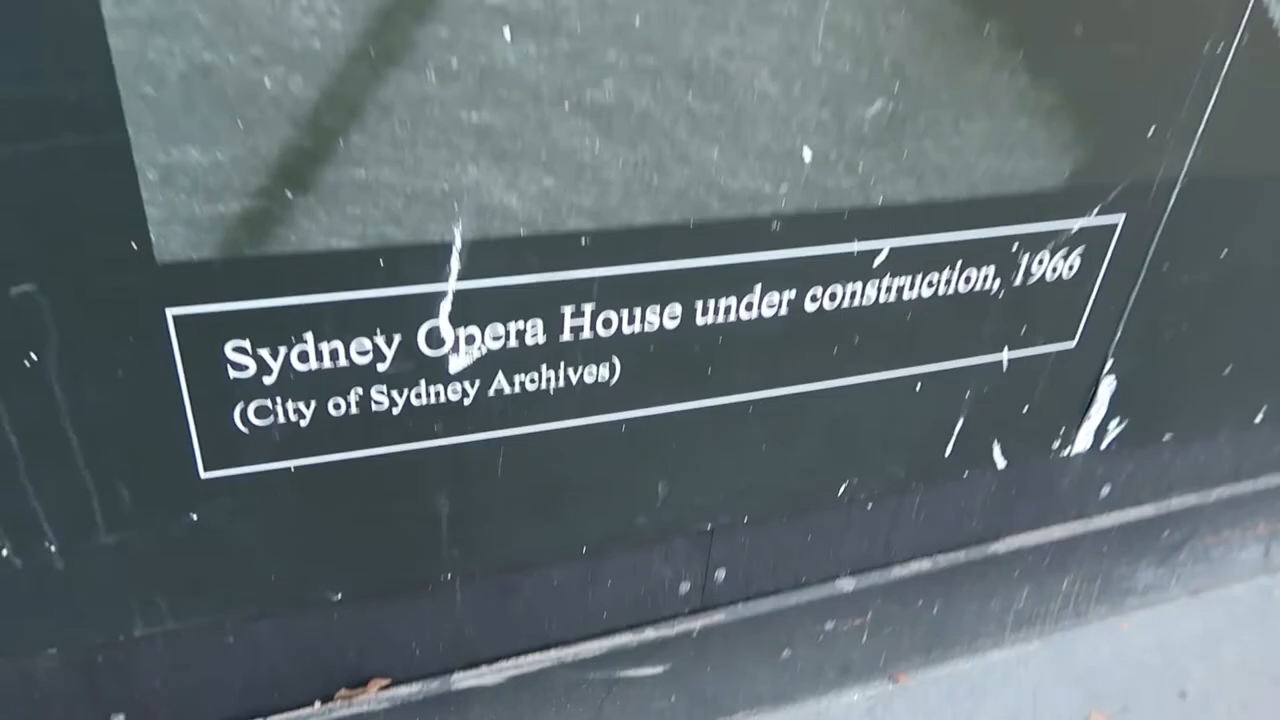 Sydney Opera House under construction, 1966
(City of Sydney Archives)